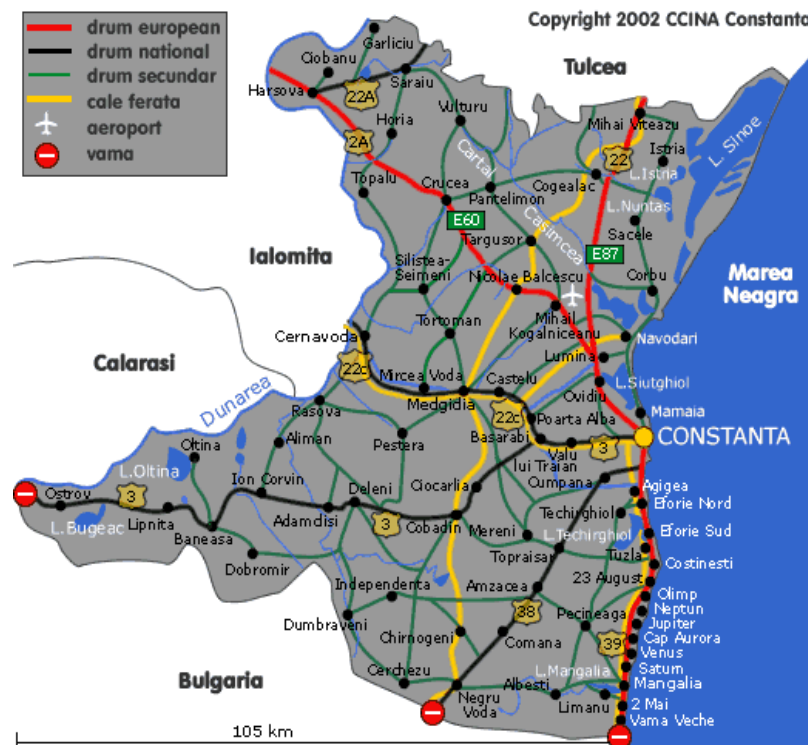 Copyright 2002 CCINA Constanta
drum european
drum national
drum secundar
cale ferata
aeroport
vama
Garliciu
Ciobanu
Saraiu
Harsova
22A
Tulcea
Vulturu
Horia
2A
Mihai Viteazu
22
Istria
L. Sinoe
L.Istria
Cartal
Topalu
Crucea
Pantelimon
Cogealac
L.Nuntas
E60
Casimcea
Sacele
Targusor
E87
Ialomita
Silistea-
Seimeni
Nicolae Balcescu
Corbu
Marea
Neagra
Mihail
Kogalniceanu
Tortoman
Cernavoda
Navodari
Lumina
Calarasi
22c
Mircea Voda
Castelu
L.Siutghiol
Medgidia
Ovidiu
Dunarea
Rasova
22c
Poarta Alba
Mamaia
CONSTANTA
Oltina
Aliman
Pestera
Basarabi
Valu
lui Traian
3
L.Oltina
Ion Corvin
Ciocarlia
Cumpana
Agigea
Ostrov
3
Deleni
Eforie Nord
L.Bugeac
Lipnita
Adamdisi
3
Cobadin
Techirghiol
Baneasa
Mereni
L.Techirghiol
Eforie Sud
Topraisar
Tuzla
Dobromir
Costinesti
Independenta
Amzacea
23 August
Olimp
38
Neptun
Dumbraveni
Pecineaga
Jupiter
Chirnogeni
Comana
39
Cap Aurora
Venus
Cerchezu
L.Mangalia
Saturn
Bulgaria
Negru
Voda
Albesti
Mangalia
Limanu
2 Mai
Vama Veche
105 km